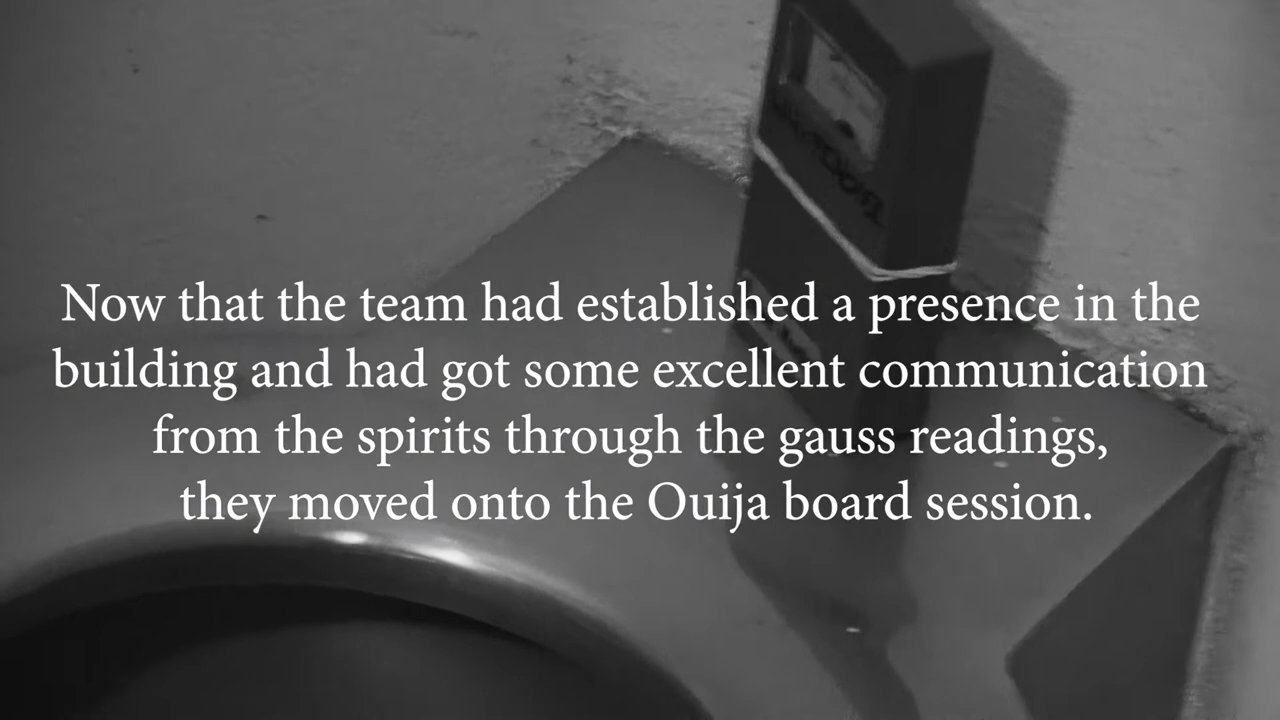 Now that the team had established a presence in the
building and had got some excellent communication
from the spirits through the gauss readings,
they moved onto the Ouija board session.